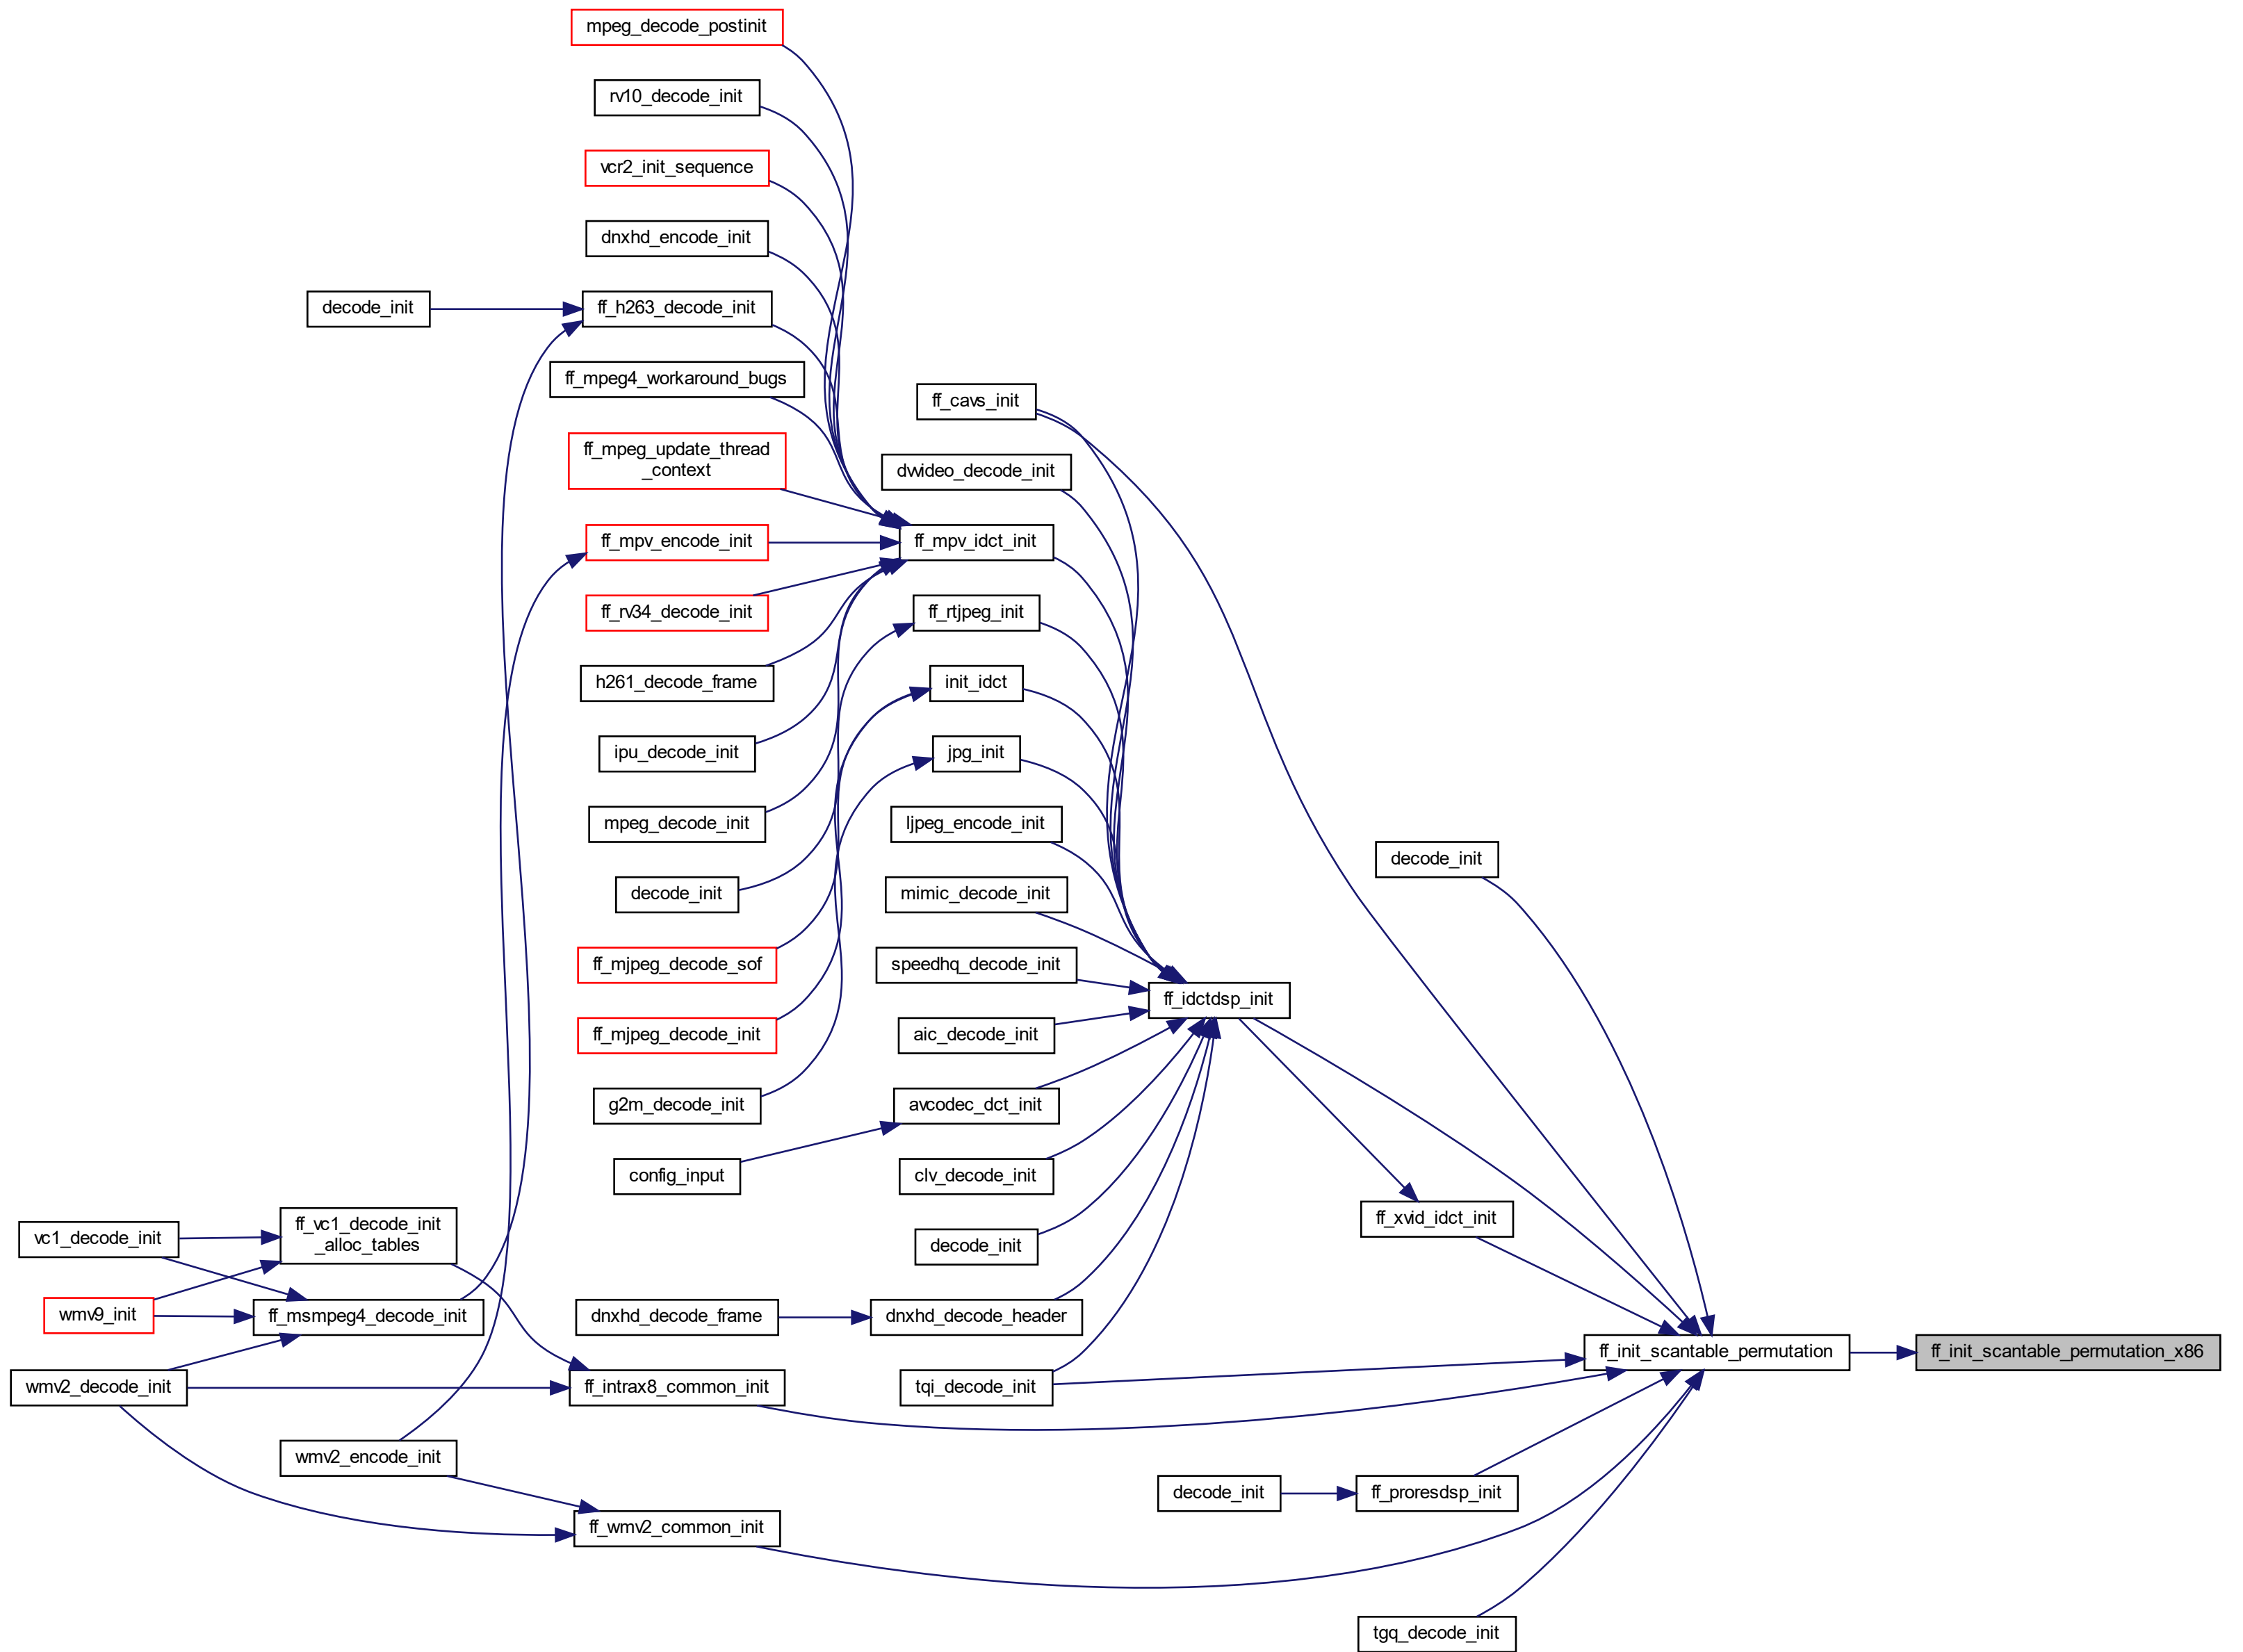 mpeg_decode_postinit
rv10_decode_init
vcr2_init_sequence
dnxhd_encode_init
decode_init
ff_h263_decode_init
ff_mpeg4_workaround_bugs
ff_cavs_init
ff_mpeg_update_thread
_context
dvvideo_decode_init
ff_mpv_encode_init
ff_mpv_idct_init
ff_rv34_decode_init
ff_rtjpeg_init
h261_decode_frame
init_idct
ipu_decode_init
jpg_init
mpeg_decode_init
ljpeg_encode_init
decode_init
decode_init
mimic_decode_init
ff_mjpeg_decode_sof
speedhq_decode_init
ff_idctdsp_init
ff_mjpeg_decode_init
aic_decode_init
g2m_decode_init
avcodec_dct_init
config_input
clv_decode_init
ff_xvid_idct_init
vc1_decode_init
ff_vc1_decode_init
_alloc_tables
decode_init
wmv9_init
ff_msmpeg4_decode_init
dnxhd_decode_frame
dnxhd_decode_header
ff_init_scantable_permutation
ff_init_scantable_permutation_x86
wmv2_decode_init
ff_intrax8_common_init
tqi_decode_init
wmv2_encode_init
decode_init
ff_proresdsp_init
ff_wmv2_common_init
tgq_decode_init